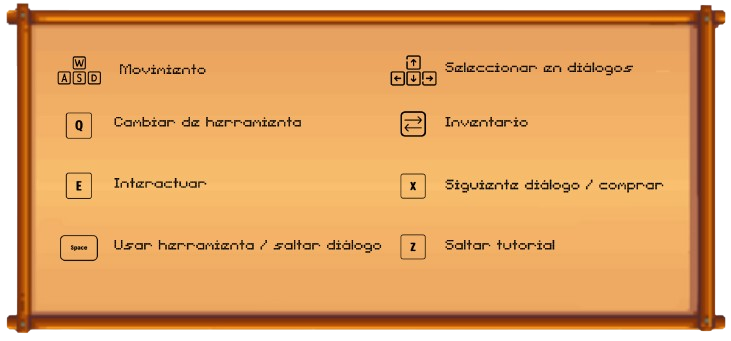 W
A S D Movimiento
Seleccionar en diálogos
Q Cambiar de herramienta
Inventario
E Interactuar
X Siguiente diálogo / comprar
Space Usar herramienta / saltar diálogo
Z Saltar tutorial